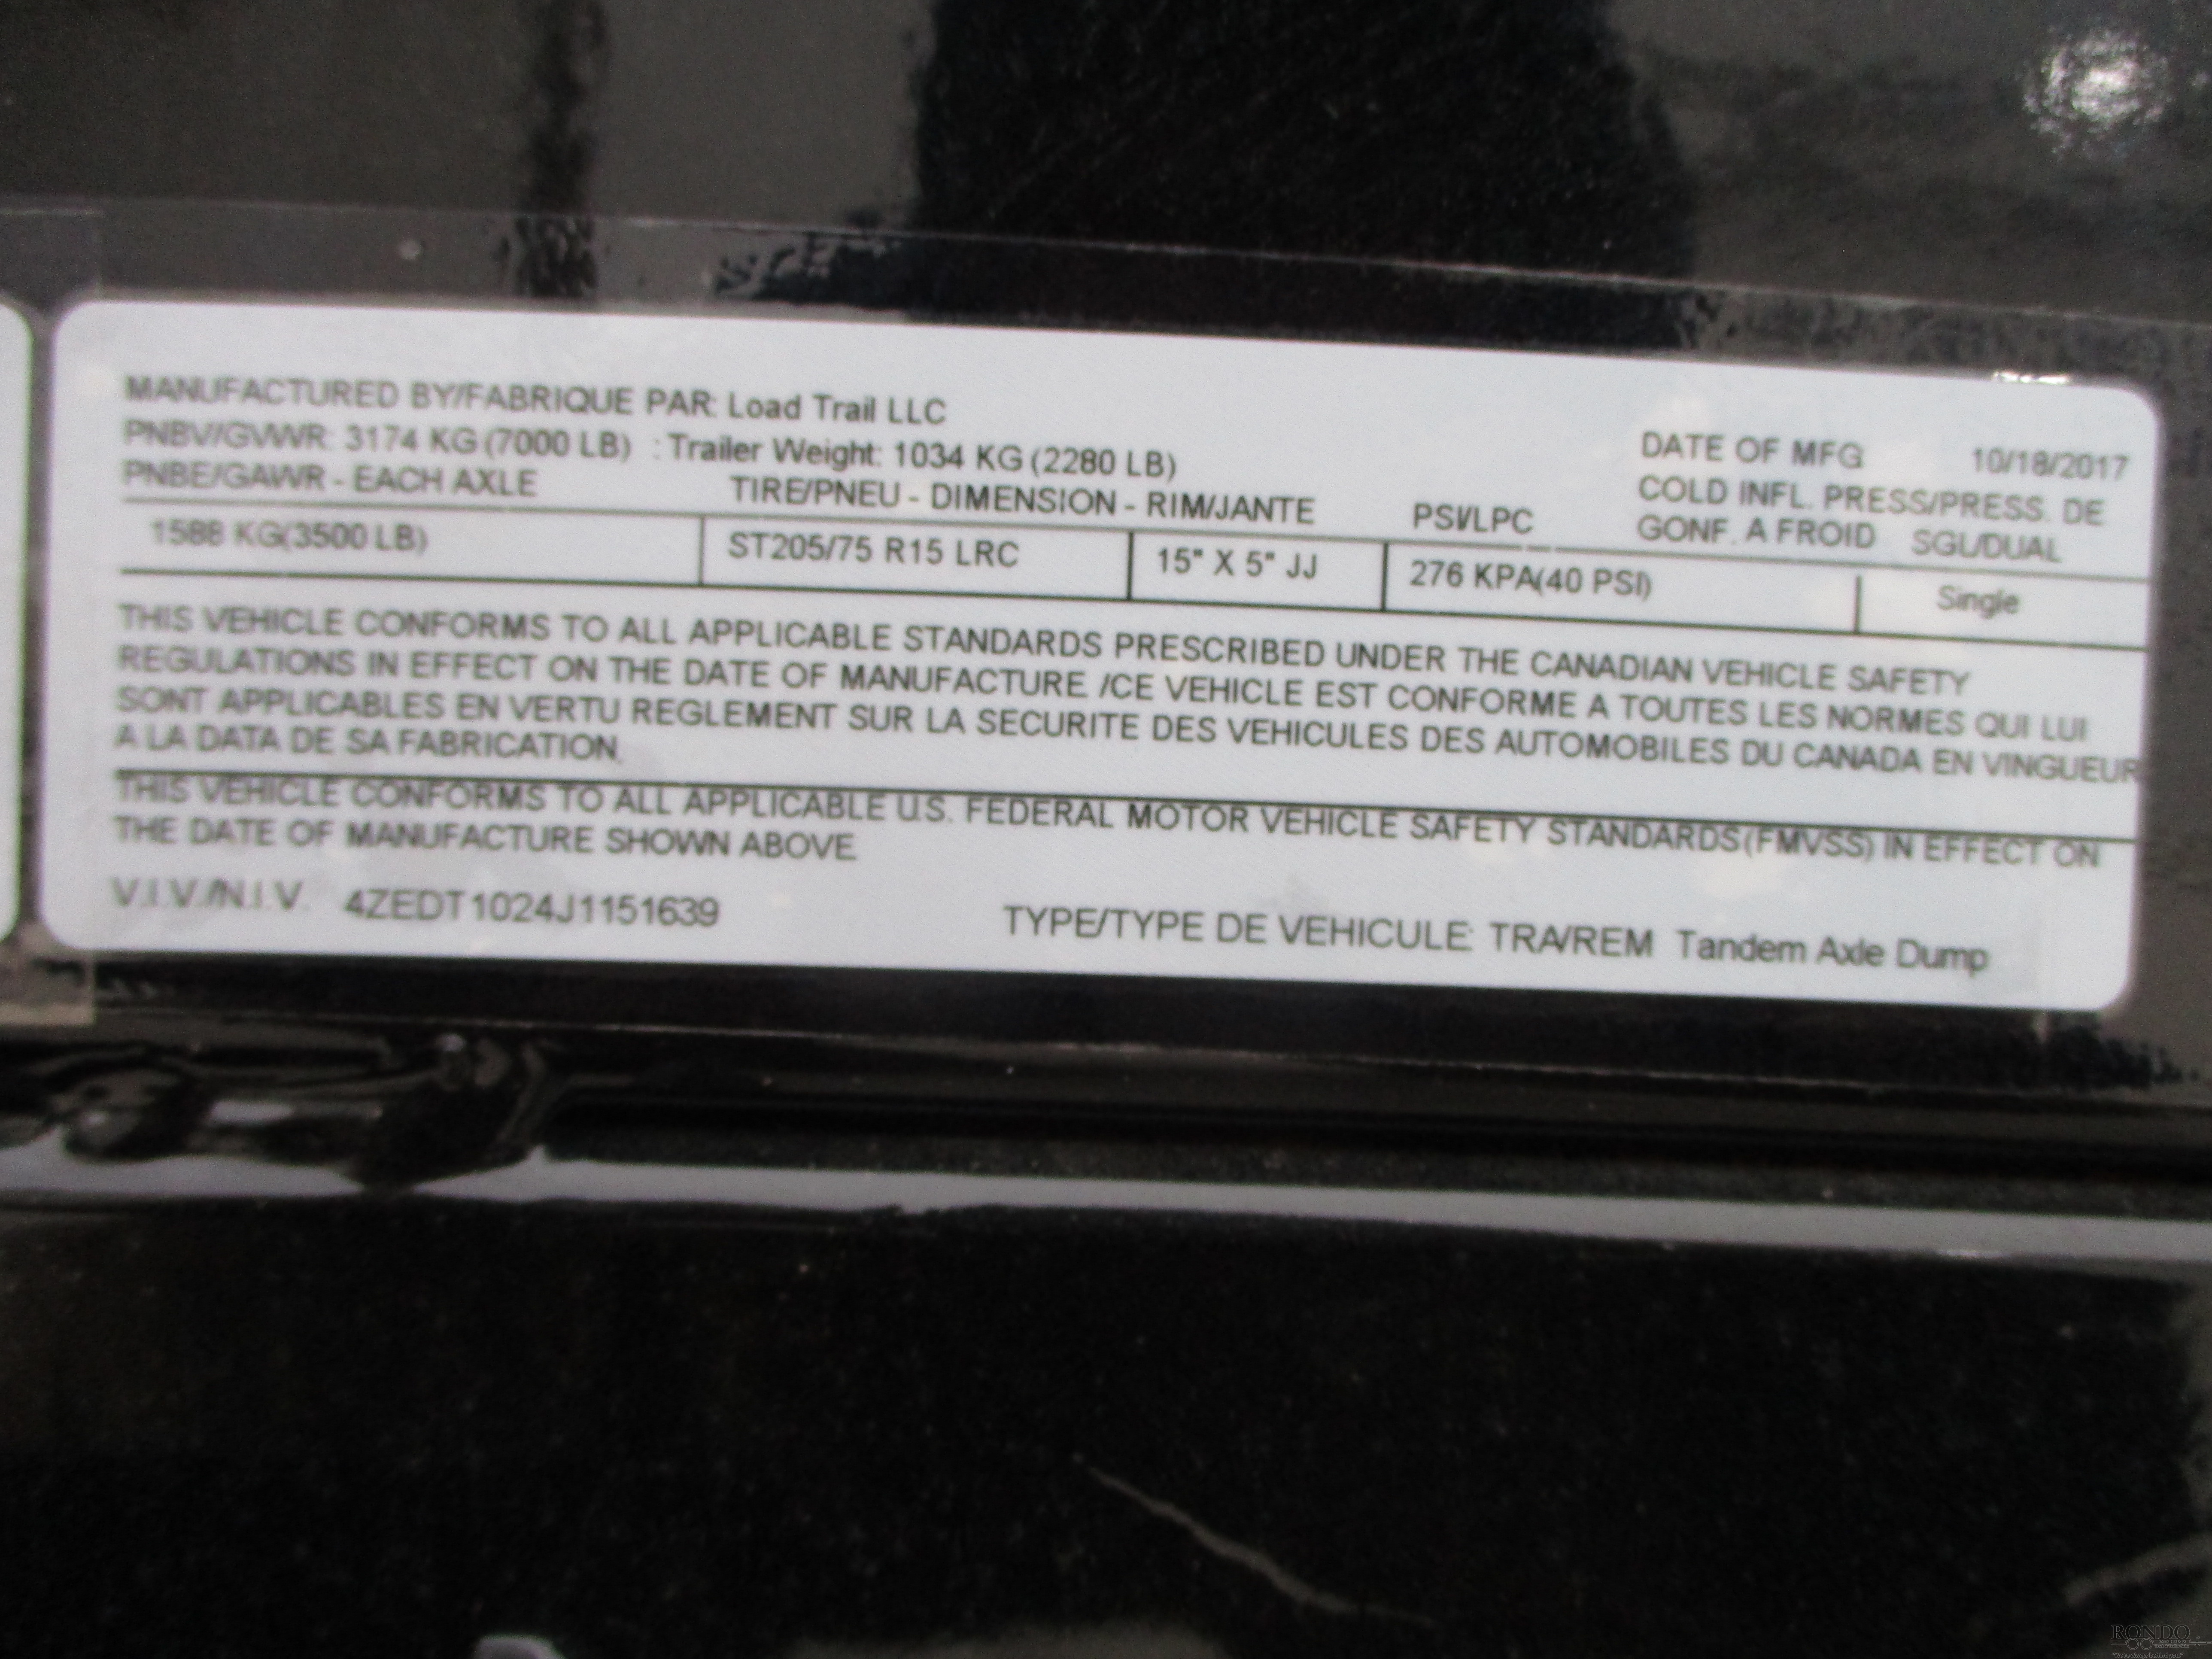 MANUFACTURED BY/FABRIQUE PAR: Load Trail LLC
PNBV/GVWR: 3174 KG (7000 LB) : Trailer Weight: 1034 KG (2280 LB)
DATE OF MFG 10/18/2017
PNBE/GAWR - EACH AXLE TIRE/PNEU - DIMENSION - RIM/JANTE PSI/LPC
COLD INFL. PRESS/PRESS. DE
GONF. A FROID SGL/DUAL
1588 KG(3500 LB) ST205/75 R15 LRC 15" X 5" JJ 276 KPA(40 PSI) Single
THIS VEHICLE CONFORMS TO ALL APPLICABLE STANDARDS PRESCRIBED UNDER THE CANADIAN VEHICLE SAFETY
REGULATIONS IN EFFECT ON THE DATE OF MANUFACTURE /CE VEHICLE EST CONFORME A TOUTES LES NORMES QUI LUI
SONT APPLICABLES EN VERTU REGLEMENT SUR LA SECURITE DES VEHICULES DES AUTOMOBILES DU CANADA EN VINGUEUR
A LA DATA DE SA FABRICATION.
THIS VEHICLE CONFORMS TO ALL APPLICABLE U.S. FEDERAL MOTOR VEHICLE SAFETY STANDARDS(FMVSS) IN EFFECT ON
THE DATE OF MANUFACTURE SHOWN ABOVE
V.I.V./N.I.V. 4ZEDT1024J1151639 TYPE/TYPE DE VEHICULE: TRA/REM Tandem Axle Dump
RONDO